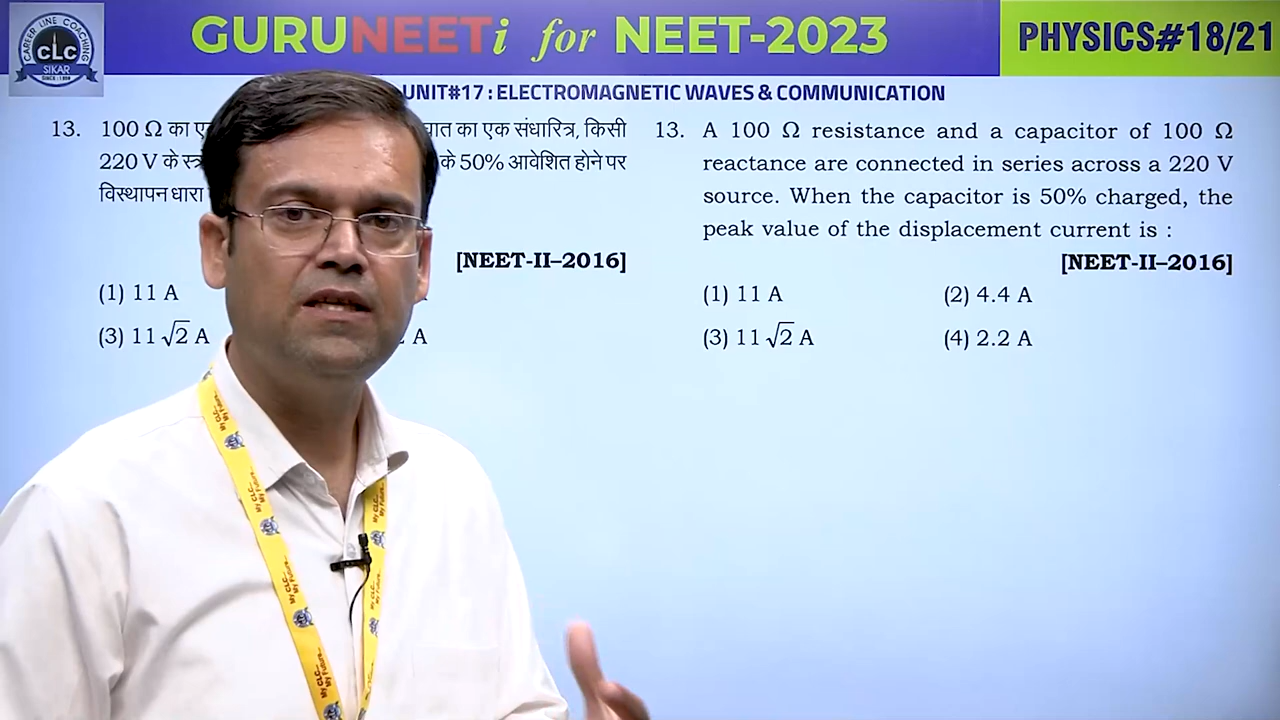 GURUNEETi for NEET-2023
PHYSICS#18/21
CAREER LINE COACHING
CLC
SIKAR
UNIT#17 : ELECTROMAGNETIC WAVES & COMMUNICATION
13. 100 Ω का
का एक संधारित्र, किसी
220 V के
के 50% आवेशित होने पर
विस्थापन धारा
[NEET-II–2016]
(1) 11 A
(3) 11√2 A
A
13. A 100 Ω resistance and a capacitor of 100 Ω
reactance are connected in series across a 220 V
source. When the capacitor is 50% charged, the
peak value of the displacement current is :
[NEET-II–2016]
(1) 11 A (2) 4.4 A
(3) 11√2 A (4) 2.2 A
My CLC...
My Future...